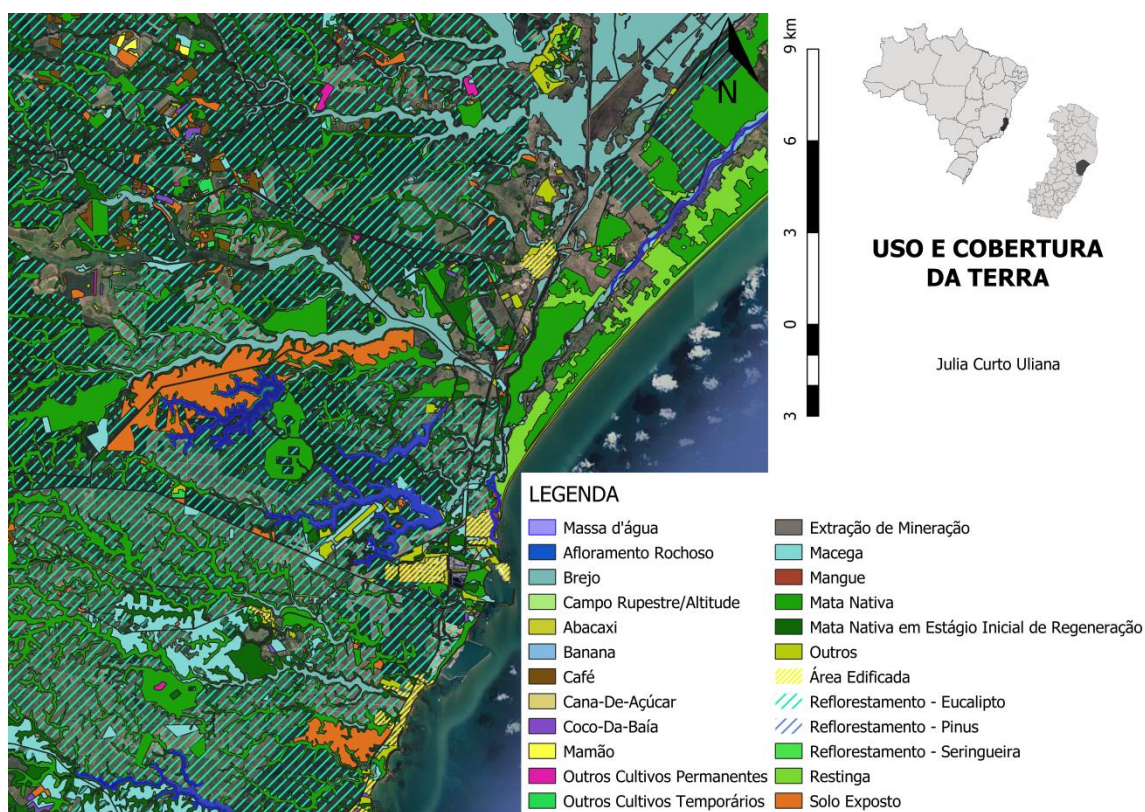 N
9 km
6
3
0
3
USO E COBERTURA
DA TERRA
Julia Curto Uliana
LEGENDA
Massa d'água
Afloramento Rochoso
Brejo
Campo Rupestre/Altitude
Abacaxi
Banana
Café
Cana-De-Açúcar
Coco-Da-Baía
Mamão
Outros Cultivos Permanentes
Outros Cultivos Temporários
Extração de Mineração
Macega
Mangue
Mata Nativa
Mata Nativa em Estágio Inicial de Regeneração
Outros
Área Edificada
Reflorestamento - Eucalipto
Reflorestamento - Pinus
Reflorestamento - Seringueira
Restinga
Solo Exposto